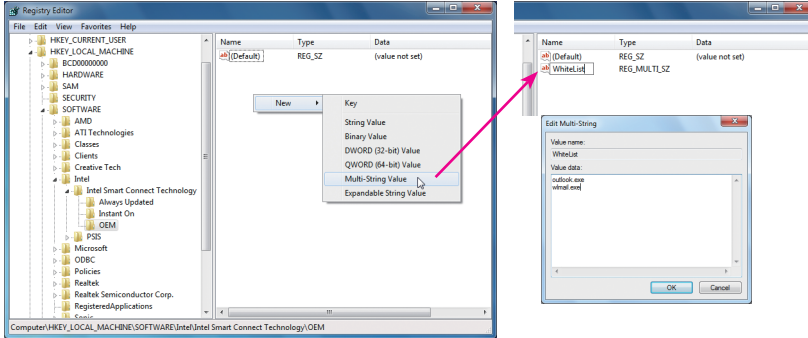 Registry Editor
File Edit View Favorites Help
HKEY_CURRENT_USER
HKEY_LOCAL_MACHINE
BCD00000000
HARDWARE
SAM
SECURITY
SOFTWARE
AMD
ATI Technologies
Classes
Clients
Creative Tech
Intel
Intel Smart Connect Technology
Always Updated
Instant On
OEM
PSIS
Microsoft
ODBC
Policies
Realtek
Realtek Semiconductor Corp.
RegisteredApplications
Sonic
Name Type Data
ab (Default) REG_SZ (value not set)
New
Key
String Value
Binary Value
DWORD (32-bit) Value
QWORD (64-bit) Value
Multi-String Value
Expandable String Value
Computer\HKEY_LOCAL_MACHINE\SOFTWARE\Intel\Intel Smart Connect Technology\OEM
Name Type Data
ab (Default) REG_SZ (value not set)
ab WhiteList REG_MULTI_SZ
Edit Multi-String
Value name:
WhiteList
Value data:
outlook.exe
wlmail.exe
OK Cancel